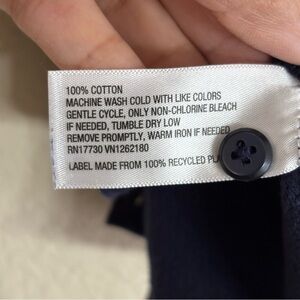 100% COTTON
MACHINE WASH COLD WITH LIKE COLORS
GENTLE CYCLE, ONLY NON-CHLORINE BLEACH
IF NEEDED, TUMBLE DRY LOW
REMOVE PROMPTLY, WARM IRON IF NEEDED
RN17730 VN1262180
LABEL MADE FROM 100% RECYCLED